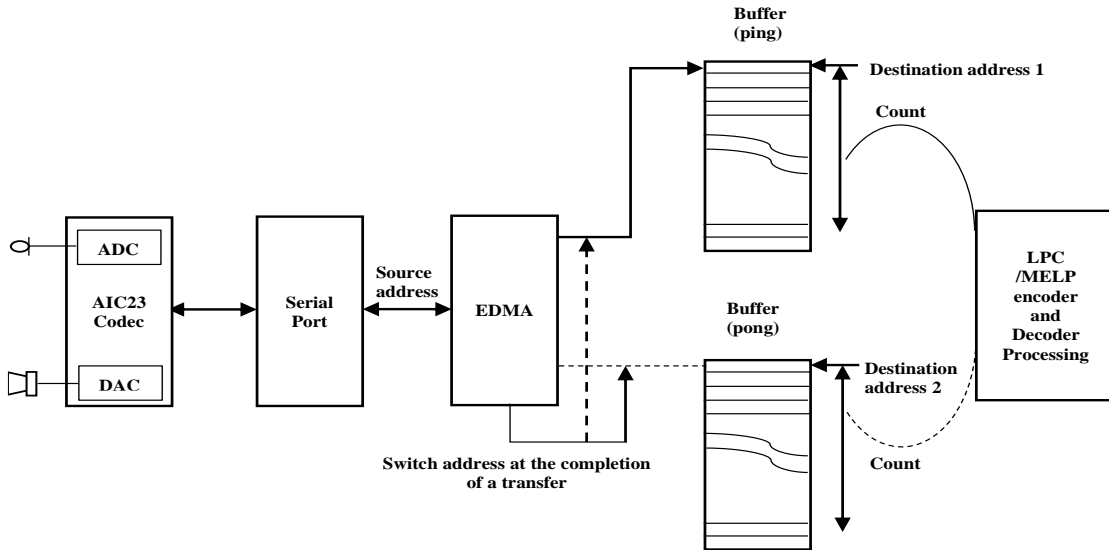 Buffer
(ping)
Destination address 1
Count
ADC
AIC23
Codec
DAC
Serial
Port
Source
address
EDMA
Switch address at the completion
of a transfer
Buffer
(pong)
Destination
address 2
Count
LPC
/MELP
encoder
and
Decoder
Processing